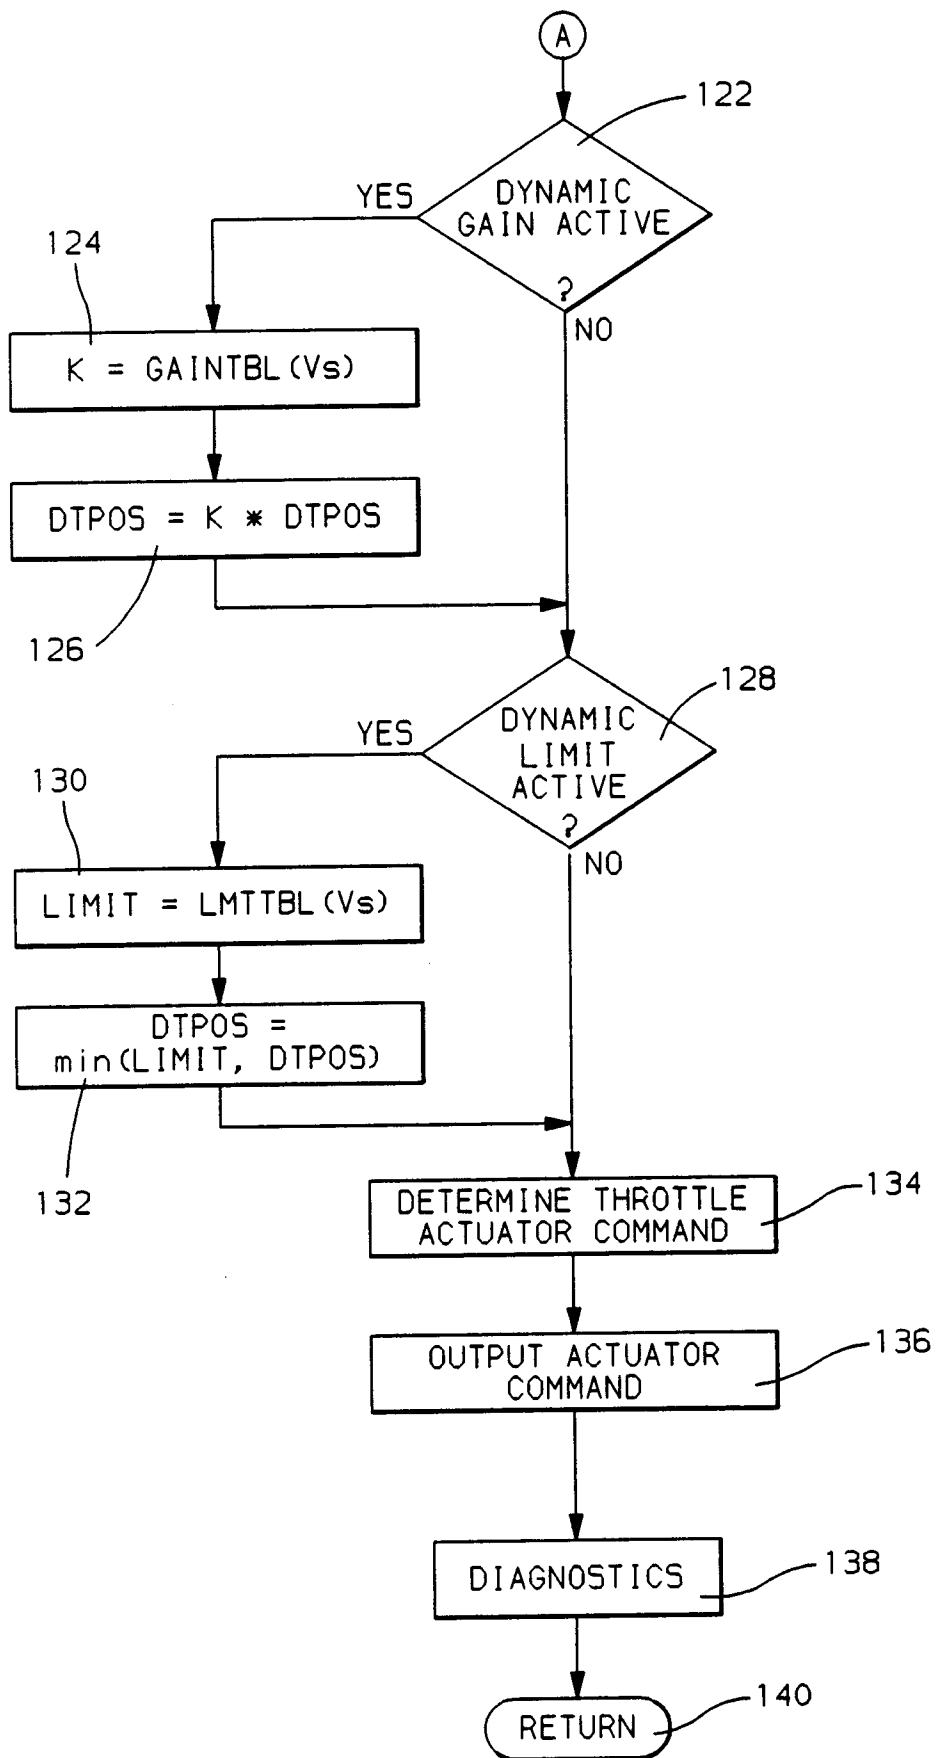 A
122
DYNAMIC
GAIN ACTIVE
?
YES
NO
124
K = GAINTBL(Vs)
DTPOS = K * DTPOS
126
128
DYNAMIC
LIMIT
ACTIVE
?
YES
NO
130
LIMIT = LMTTBL(Vs)
DTPOS =
min(LIMIT, DTPOS)
132
DETERMINE THROTTLE
ACTUATOR COMMAND
134
OUTPUT ACTUATOR
COMMAND
136
DIAGNOSTICS
138
RETURN
140